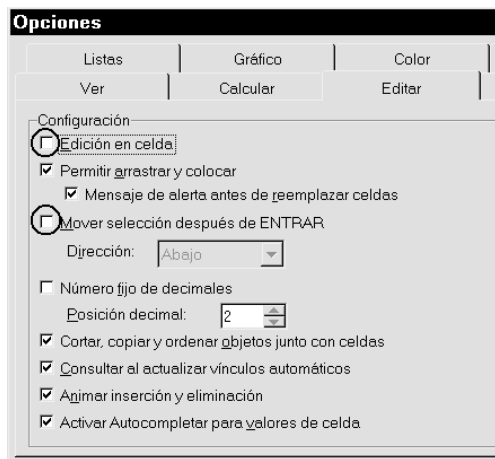 Opciones
Listas Gráfico Color
Ver Calcular Editar
Configuración
Edición en celda
Permitir arrastrar y colocar
Mensaje de alerta antes de reemplazar celdas
Mover selección después de ENTRAR
Dirección: Abajo
Número fijo de decimales
Posición decimal: 2
Cortar, copiar y ordenar objetos junto con celdas
Consultar al actualizar vínculos automáticos
Animar inserción y eliminación
Activar Autocompletar para valores de celda